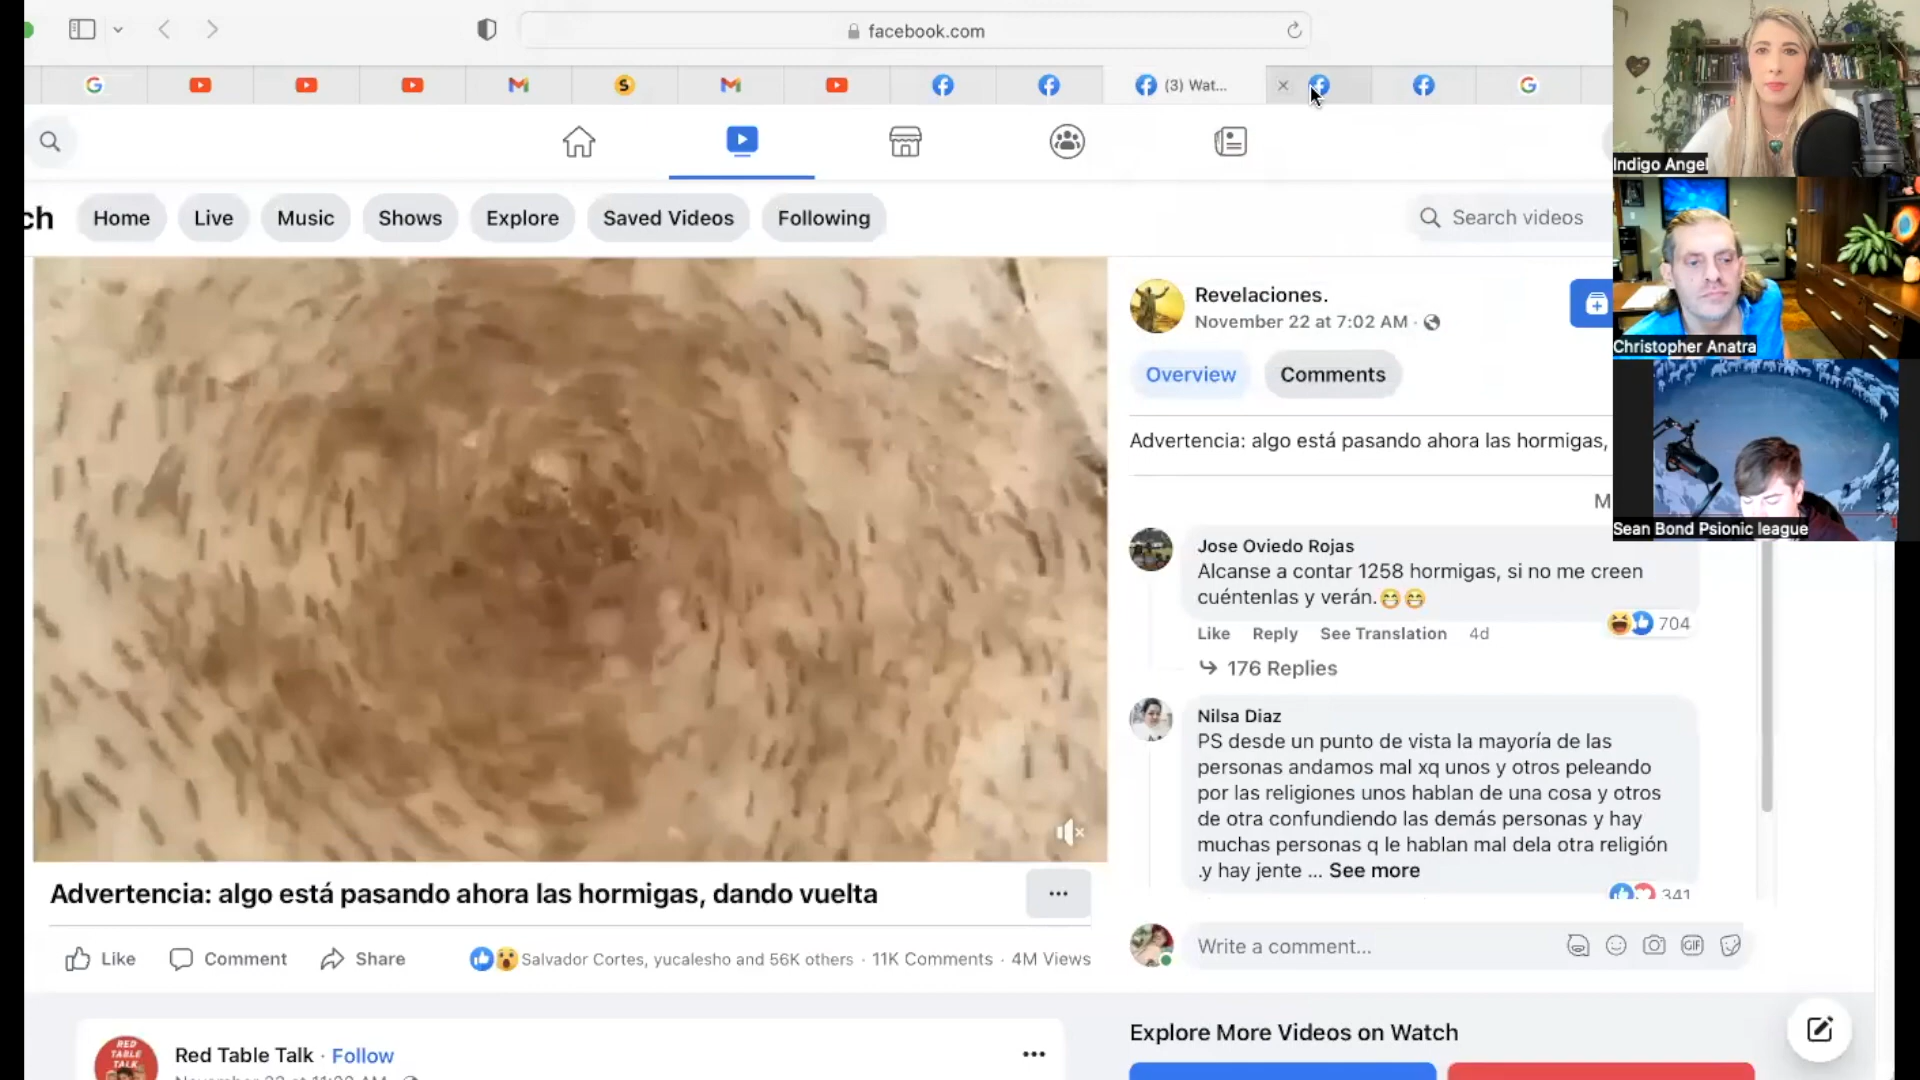 facebook.com
(3) Wat...
ch
Home
Live
Music
Shows
Explore
Saved Videos
Following
Search videos
Indigo Angel
Christopher Anatra
Sean Bond Psionic league
Revelaciones.
November 22 at 7:02 AM ·
Overview
Comments
Advertencia: algo está pasando ahora las hormigas,
M
Jose Oviedo Rojas
Alcanse a contar 1258 hormigas, si no me creen
cuéntenlas y verán.😁😁
704
Like Reply See Translation 4d
176 Replies
Nilsa Diaz
PS desde un punto de vista la mayoría de las
personas andamos mal xq unos y otros peleando
por las religiones unos hablan de una cosa y otros
de otra confundiendo las demás personas y hay
muchas personas q le hablan mal dela otra religión
.y hay jente ... See more
341
Advertencia: algo está pasando ahora las hormigas, dando vuelta
Like
Comment
Share
Salvador Cortes, yucalesho and 56K others · 11K Comments · 4M Views
Write a comment...
GIF
Explore More Videos on Watch
RED
TABLE
TALK
Red Table Talk · Follow